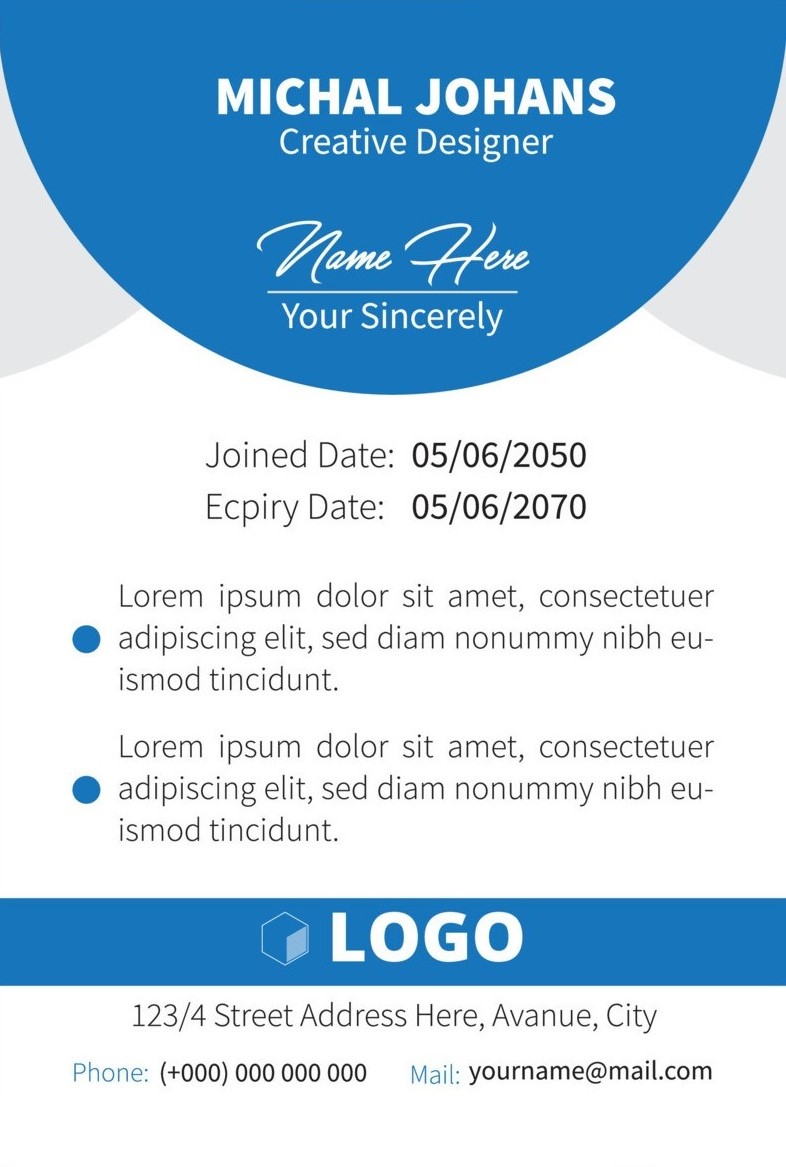 MICHAL JOHANS
Creative Designer
Name Here
Your Sincerely
Joined Date: 05/06/2050
Ecpiry Date: 05/06/2070
Lorem ipsum dolor sit amet, consectetuer
adipiscing elit, sed diam nonummy nibh eu-
ismod tincidunt.
Lorem ipsum dolor sit amet, consectetuer
adipiscing elit, sed diam nonummy nibh eu-
ismod tincidunt.
LOGO
123/4 Street Address Here, Avanue, City
Phone: (+000) 000 000 000 Mail: yourname@mail.com